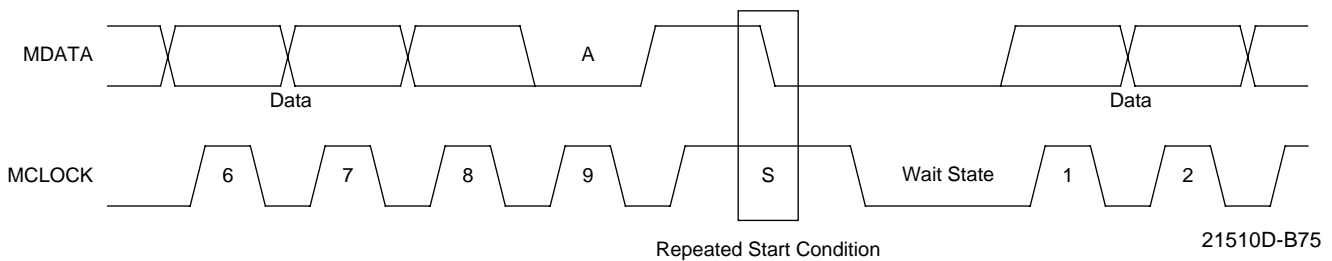 MDATA
A
Data
Data
MCLOCK
6
7
8
9
S
Wait State
1
2
Repeated Start Condition
21510D-B75